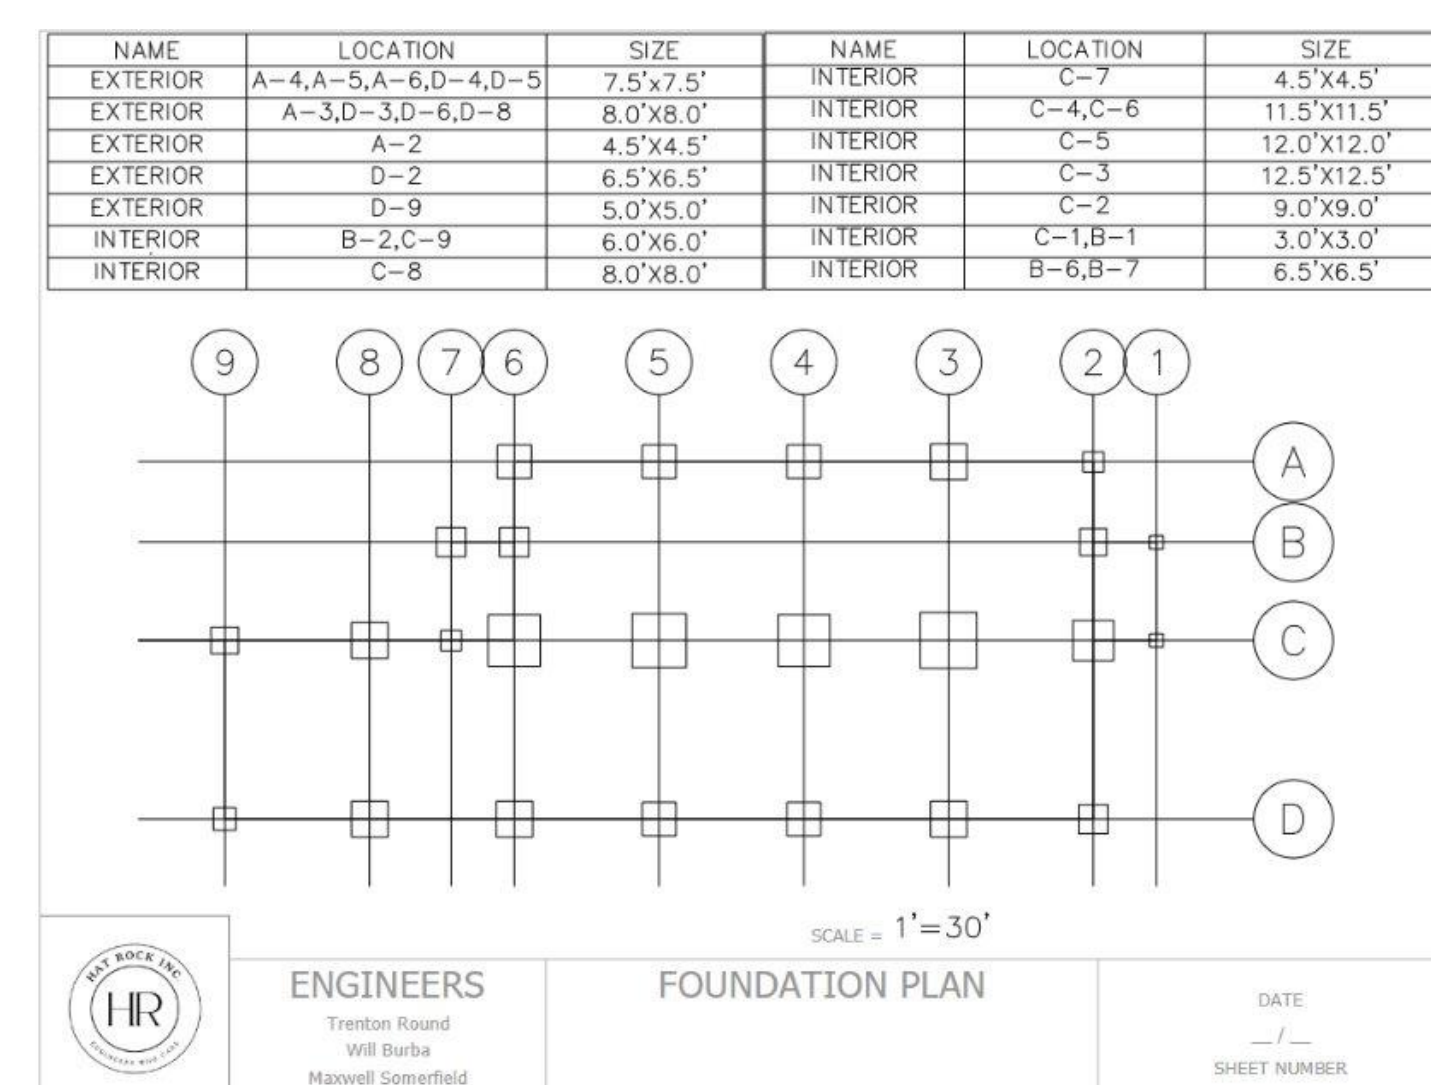 NAME LOCATION SIZE NAME LOCATION SIZE
EXTERIOR A-4,A-5,A-6,D-4,D-5 7.5'x7.5' INTERIOR C-7 4.5'X4.5'
EXTERIOR A-3,D-3,D-6,D-8 8.0'X8.0' INTERIOR C-4,C-6 11.5'X11.5'
EXTERIOR A-2 4.5'X4.5' INTERIOR C-5 12.0'X12.0'
EXTERIOR D-2 6.5'X6.5' INTERIOR C-3 12.5'X12.5'
EXTERIOR D-9 5.0'X5.0' INTERIOR C-2 9.0'X9.0'
INTERIOR B-2,C-9 6.0'X6.0' INTERIOR C-1,B-1 3.0'X3.0'
INTERIOR C-8 8.0'X8.0' INTERIOR B-6,B-7 6.5'X6.5'
9 8 7 6 5 4 3 2 1
A
B
C
D
SCALE = 1'=30'
HAT ROCK INC
HR
ENGINEERS WHO CARE
ENGINEERS
Trenton Round
Will Burba
Maxwell Somerfield
FOUNDATION PLAN
DATE
__/__
SHEET NUMBER